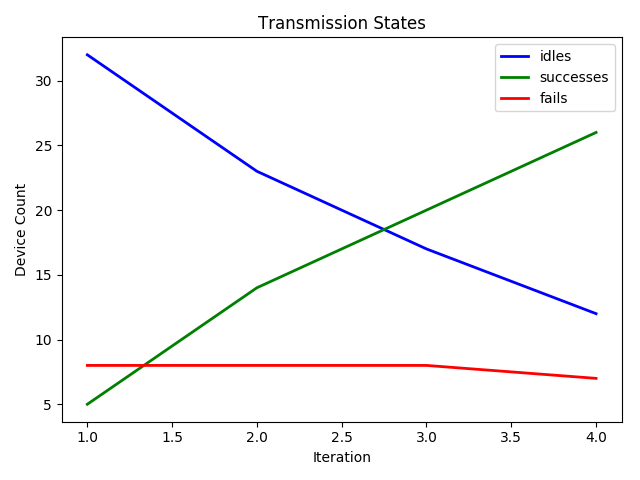 Transmission States
idles
successes
fails
Device Count
30
25
20
15
10
5
1.0 1.5 2.0 2.5 3.0 3.5 4.0
Iteration